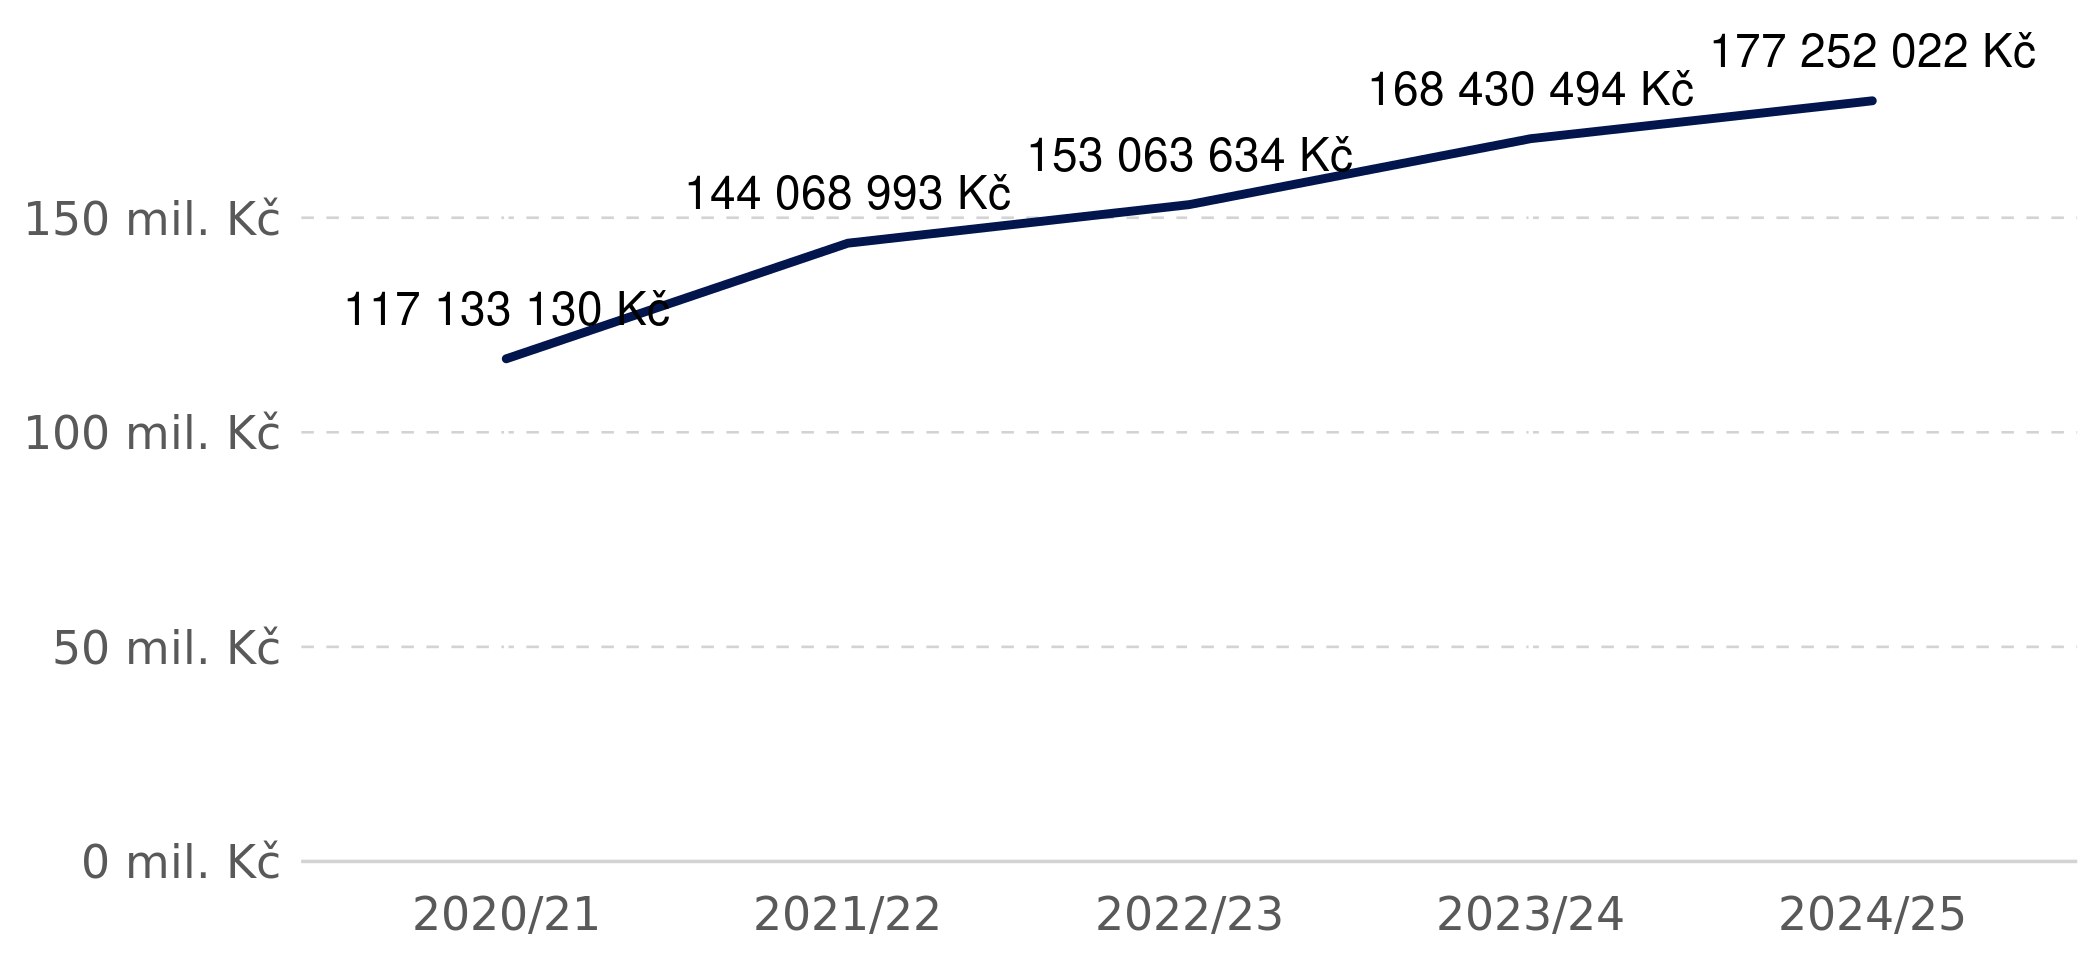 177 252 022 Kč
168 430 494 Kč
153 063 634 Kč
144 068 993 Kč
150 mil. Kč
117 133 130 Kč
100 mil. Kč
50 mil. Kč
0 mil. Kč
2020/21 2021/22 2022/23 2023/24 2024/25